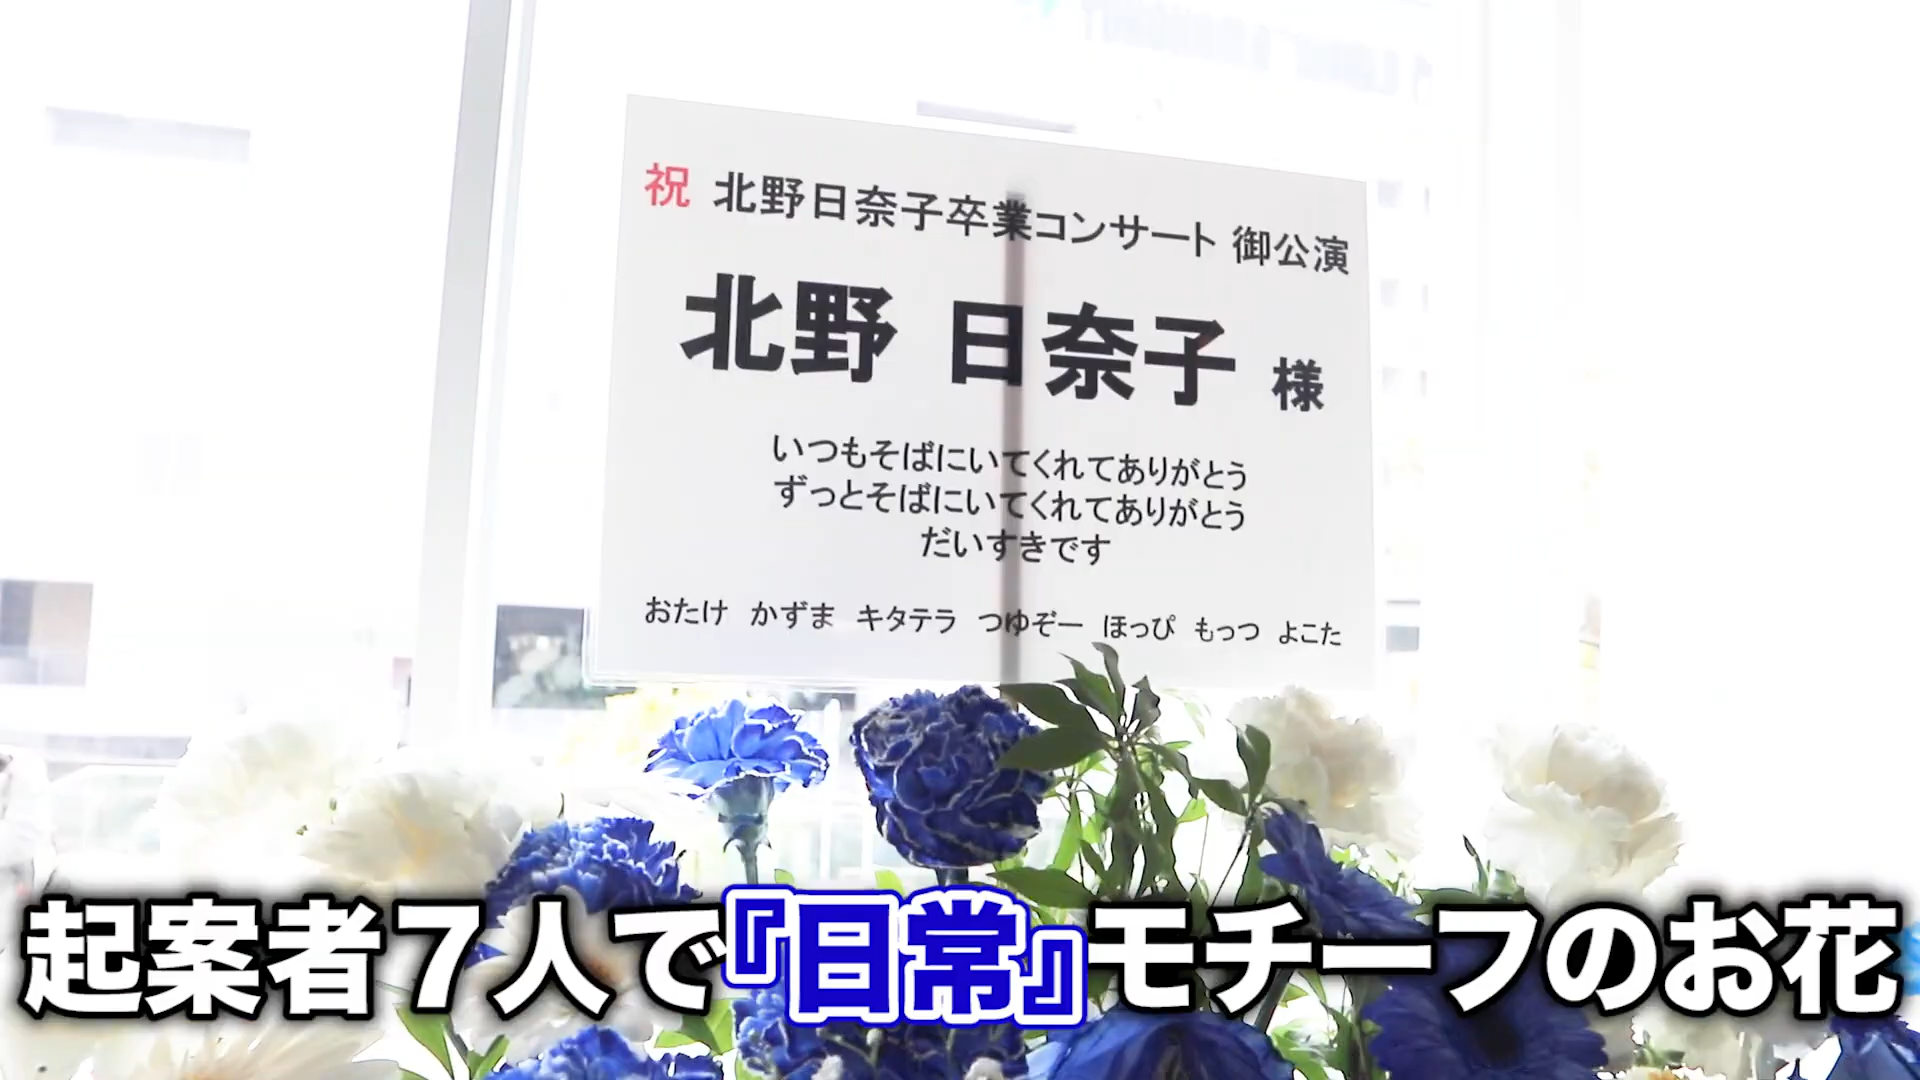 祝 北野日奈子卒業コンサート 御公演
北野 日奈子 様
いつもそばにいてくれてありがとう
ずっとそばにいてくれてありがとう
だいすきです
おたけ かずま キタテラ つゆぞー ほっぴ もっつ よこた
起案者7人で『日常』モチーフのお花